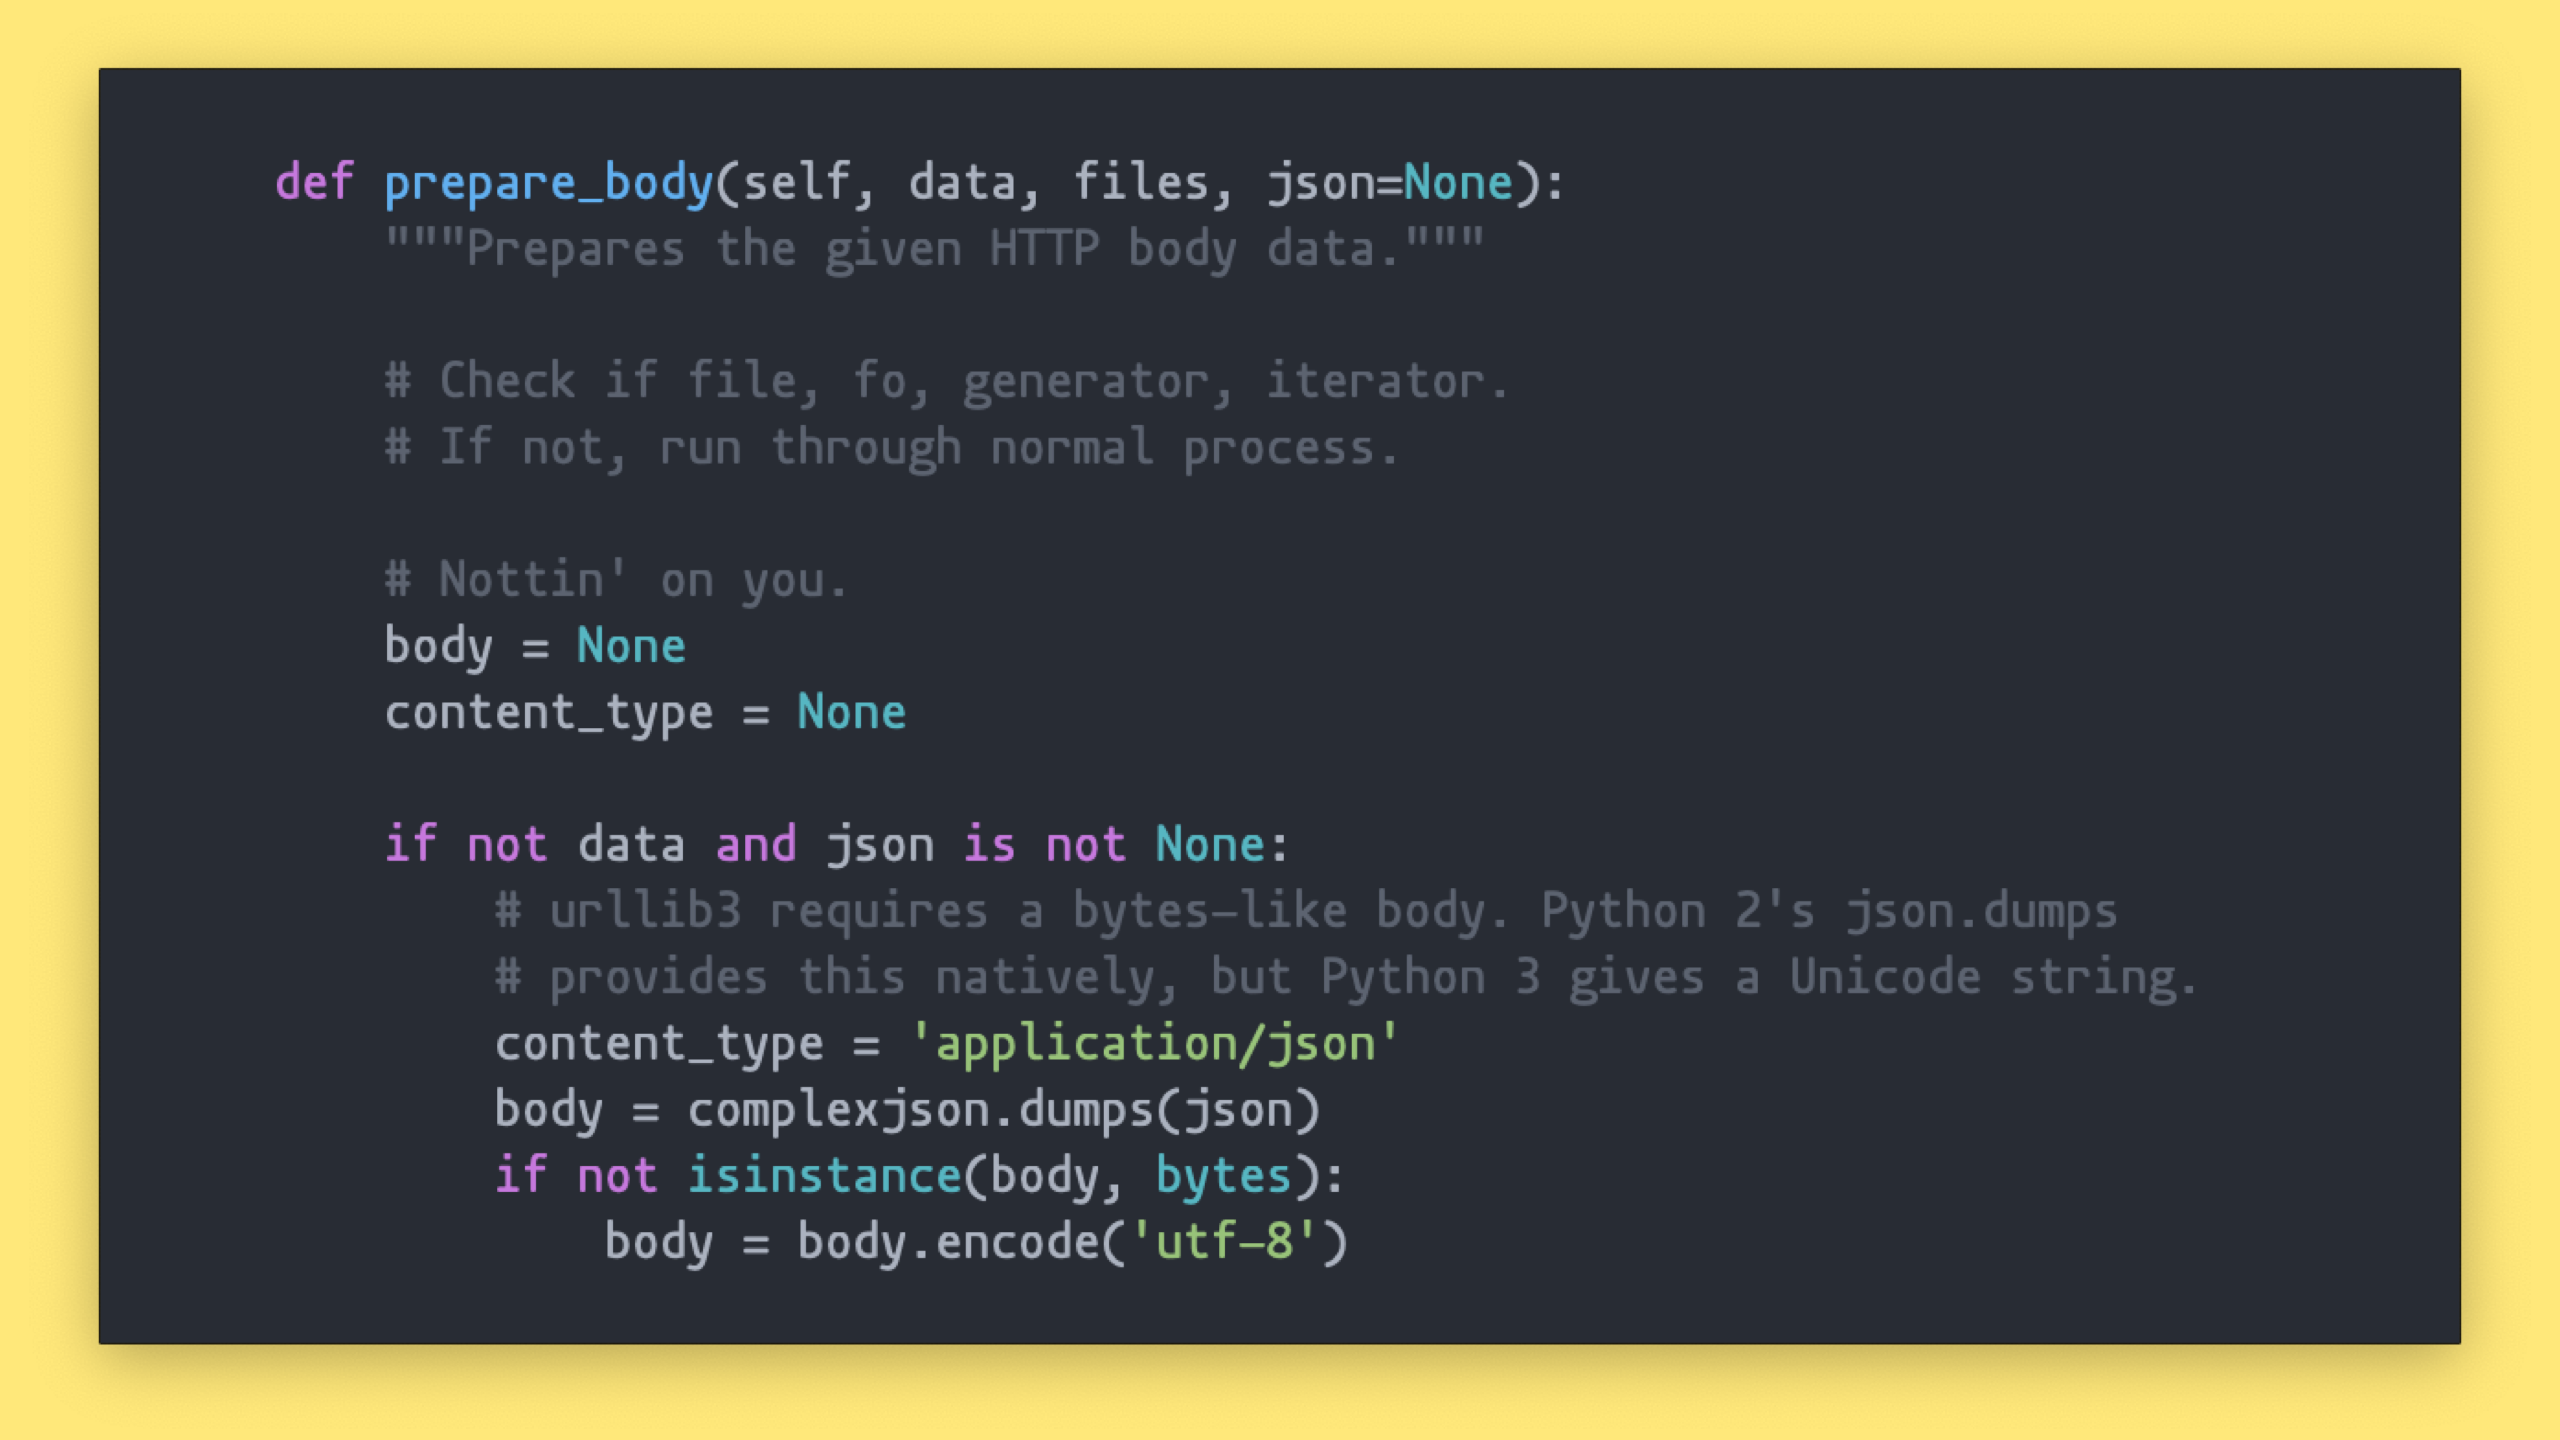 def prepare_body(self, data, files, json=None):
    """Prepares the given HTTP body data."""

    # Check if file, fo, generator, iterator.
    # If not, run through normal process.

    # Nottin' on you.
    body = None
    content_type = None

    if not data and json is not None:
        # urllib3 requires a bytes-like body. Python 2's json.dumps
        # provides this natively, but Python 3 gives a Unicode string.
        content_type = 'application/json'
        body = complexjson.dumps(json)
        if not isinstance(body, bytes):
            body = body.encode('utf-8')